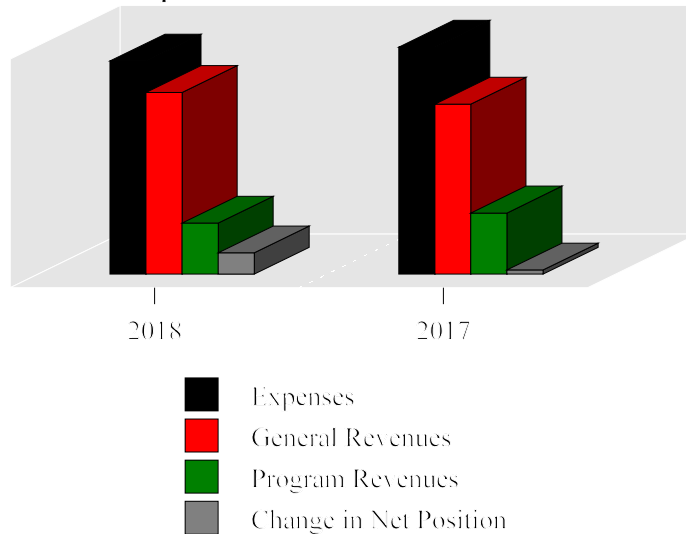 2018 2017
Expenses
General Revenues
Program Revenues
Change in Net Position